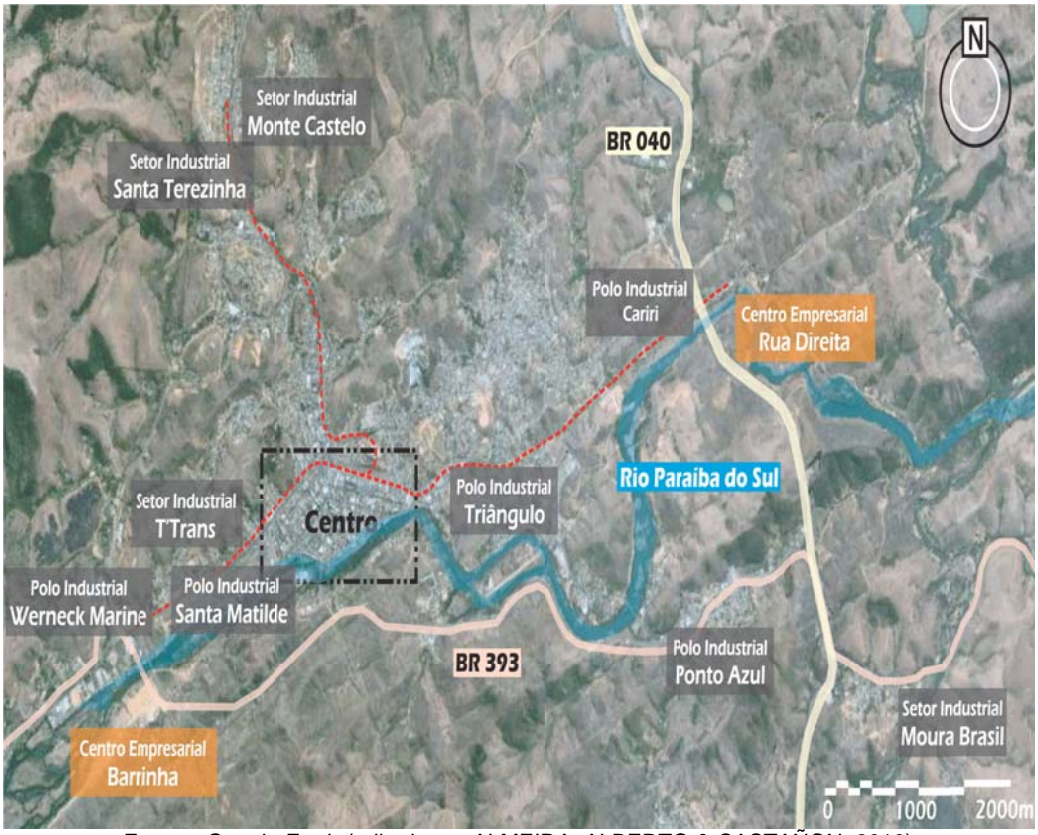 N
Setor Industrial
Monte Castelo
BR 040
Setor Industrial
Santa Terezinha
Polo Industrial
Cariri
Centro Empresarial
Rua Direita
Rio Paraíba do Sul
Polo Industrial
Triângulo
Setor Industrial
T'Trans
Centro
Polo Industrial
Werneck Marine
Polo Industrial
Santa Matilde
BR 393
Polo Industrial
Ponto Azul
Setor Industrial
Moura Brasil
Centro Empresarial
Barrinha
0 1000 2000m